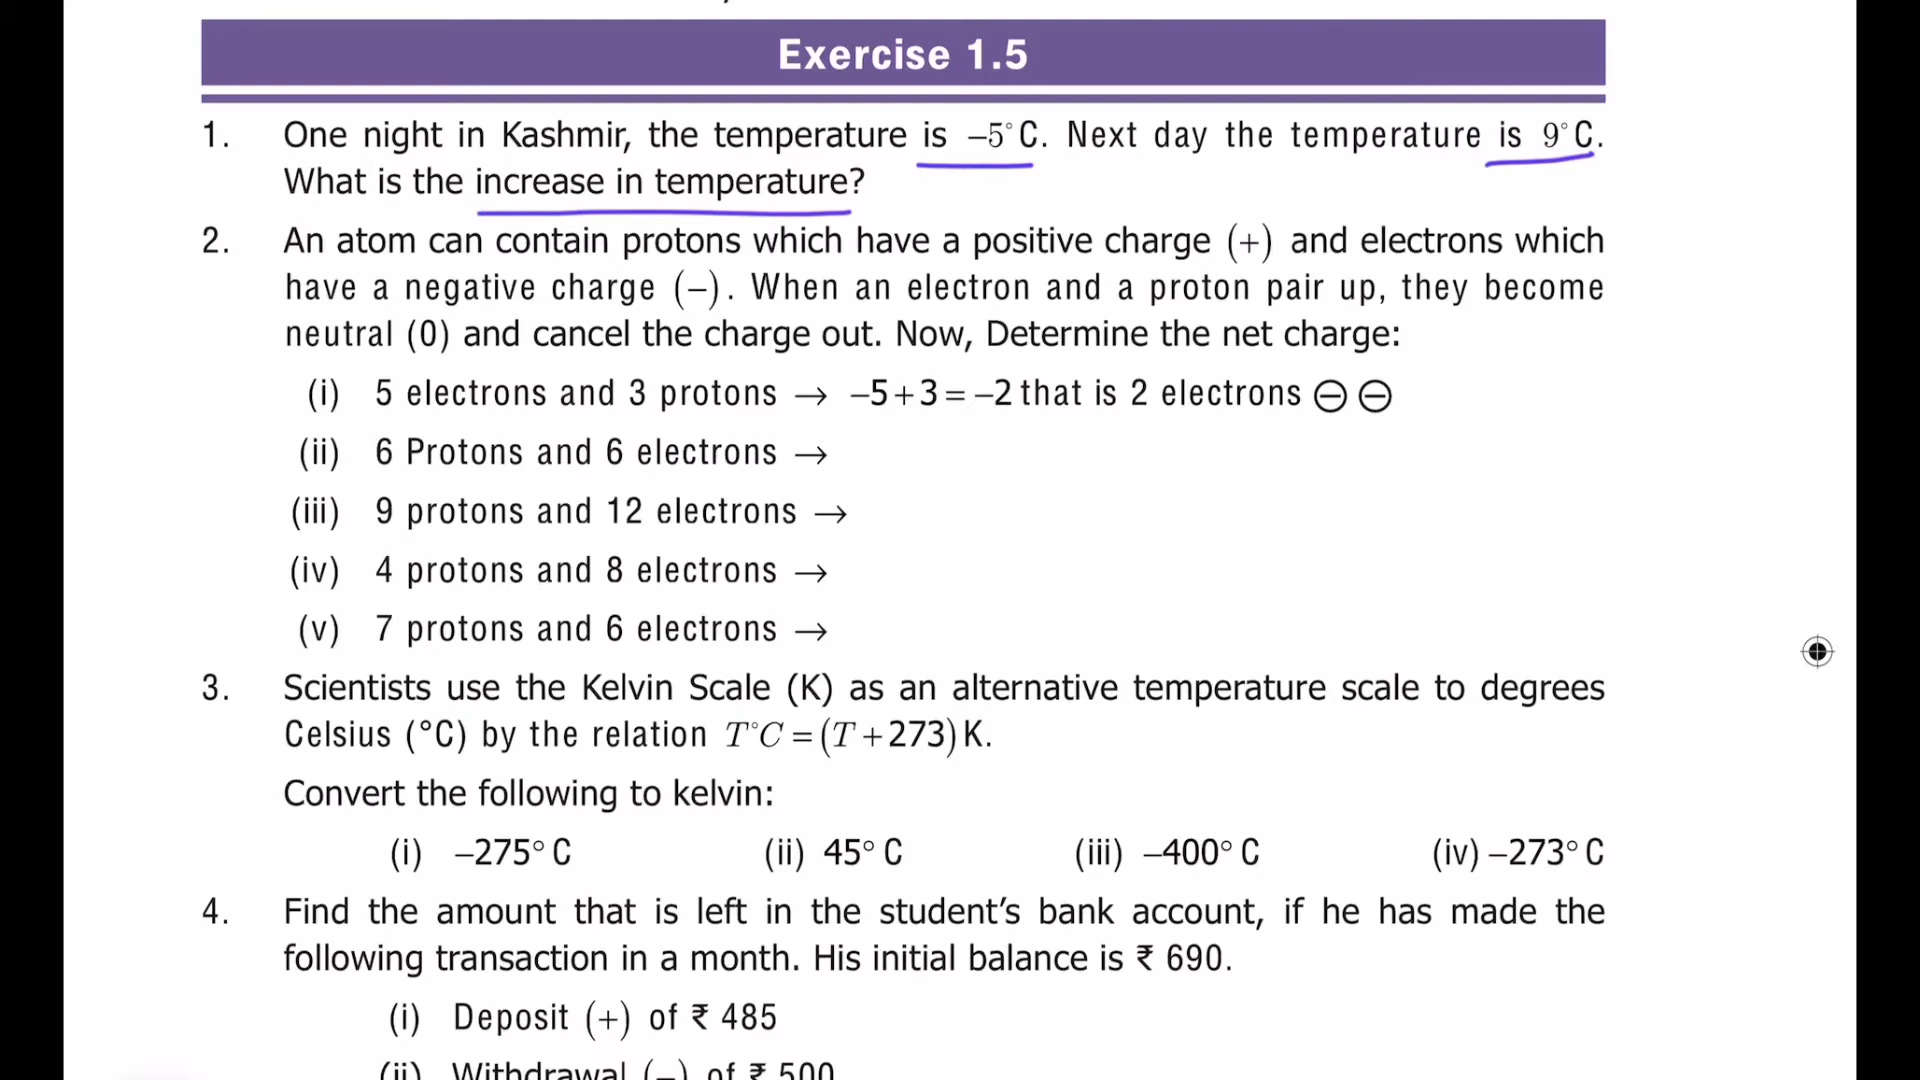 Exercise 1.5
1. One night in Kashmir, the temperature is –5°C. Next day the temperature is 9°C.
What is the increase in temperature?
2. An atom can contain protons which have a positive charge (+) and electrons which
have a negative charge (–). When an electron and a proton pair up, they become
neutral (0) and cancel the charge out. Now, Determine the net charge:
(i) 5 electrons and 3 protons → –5+3=–2 that is 2 electrons ⊖ ⊖
(ii) 6 Protons and 6 electrons →
(iii) 9 protons and 12 electrons →
(iv) 4 protons and 8 electrons →
(v) 7 protons and 6 electrons →
3. Scientists use the Kelvin Scale (K) as an alternative temperature scale to degrees
Celsius (°C) by the relation T°C=(T+273)K.
Convert the following to kelvin:
(i) –275° C (ii) 45° C (iii) –400° C (iv) –273° C
4. Find the amount that is left in the student's bank account, if he has made the
following transaction in a month. His initial balance is ₹ 690.
(i) Deposit (+) of ₹ 485
(ii) Withdrawal (–) of ₹ 500